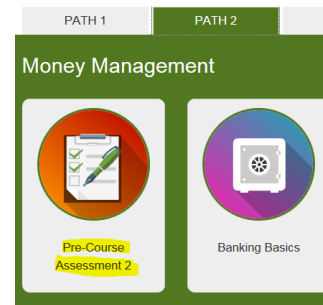 PATH 1
PATH 2
Money Management
Pre-Course
Assessment 2
Banking Basics